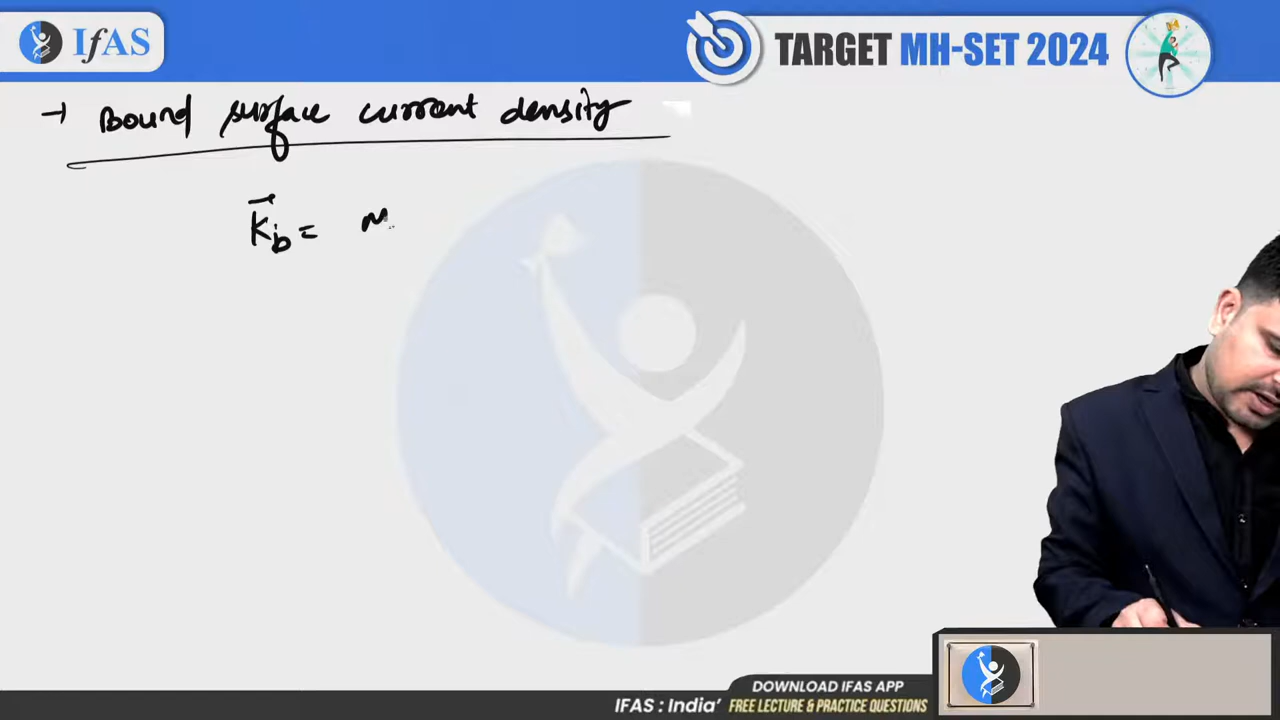 IfAS
TARGET MH-SET 2024
→ Bound surface current density
K⃗b = M
DOWNLOAD IFAS APP
IFAS : India’ FREE LECTURE & PRACTICE QUESTIONS